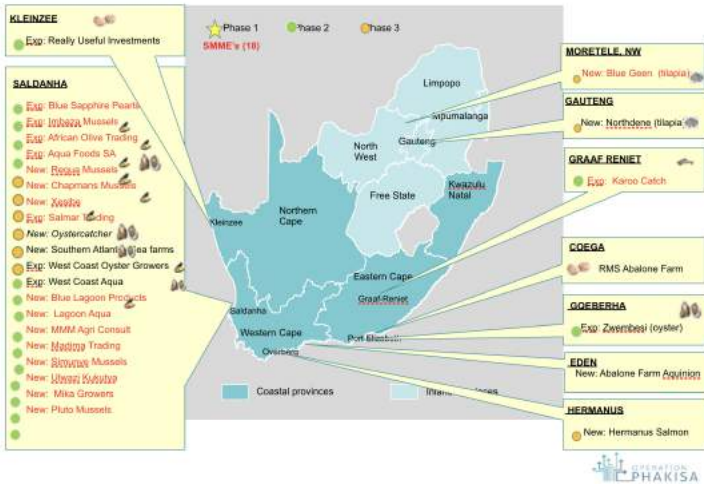 KLEINZEE
Exp: Really Useful Investments
Phase 1
Phase 2
Phase 3
SMME's (18)
SALDANHA
Exp: Blue Sapphire Pearls
Exp: Imbaza Mussels
Exp: African Olive Trading
Exp: Aqua Foods SA
New: Requa Mussels
New: Chapmans Mussels
New: Xesibe
Exp: Salmar Trading
New: Oystercatcher
New: Southern Atlantic Sea farms
Exp: West Coast Oyster Growers
Exp: West Coast Aqua
New: Blue Lagoon Products
New: Lagoon Aqua
New: MMM Agri Consult
New: Madima Trading
New: Simunye Mussels
New: Ulwazi
New: Mika Growers
New: Pluto Mussels
Limpopo
Mpumalanga
North West
Gauteng
Free State
Kwazulu Natal
Northern Cape
Kleinzee
Eastern Cape
Graaf-Reniet
Saldanha
Western Cape
Port Elizabeth
Overberg
Coastal provinces
Inland provinces
MORETELE, NW
New: Blue Geen (tilapia)
GAUTENG
New: Northdene (tilapia
GRAAF RENIET
Exp: Karoo Catch
COEGA
RMS Abalone Farm
GQEBERHA
Exp: Zwembesi (oyster)
EDEN
New: Abalone Farm Aquinion
HERMANUS
New: Hermanus Salmon
OPERATION
PHAKISA